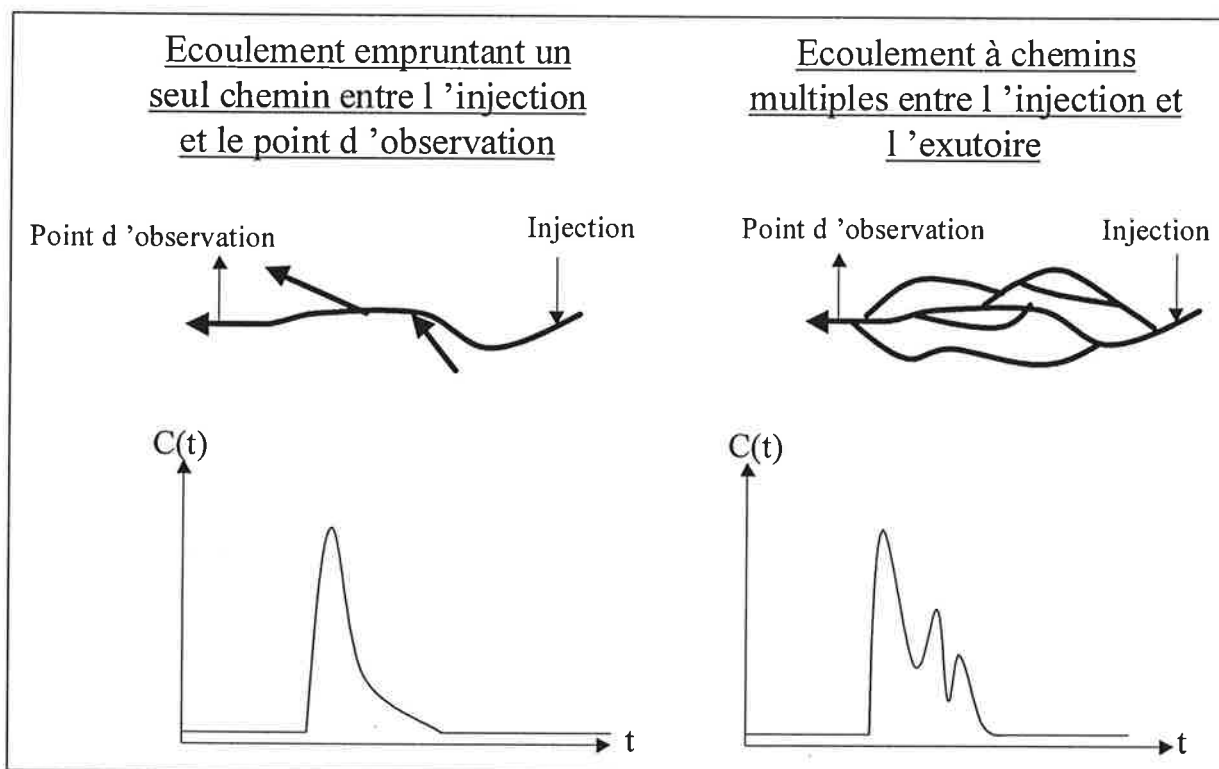 Ecoulement empruntant un
seul chemin entre l ’injection
et le point d ’observation
Point d ’observation
Injection
C(t)
t
Ecoulement à chemins
multiples entre l ’injection et
l ’exutoire
Point d ’observation
Injection
C(t)
t